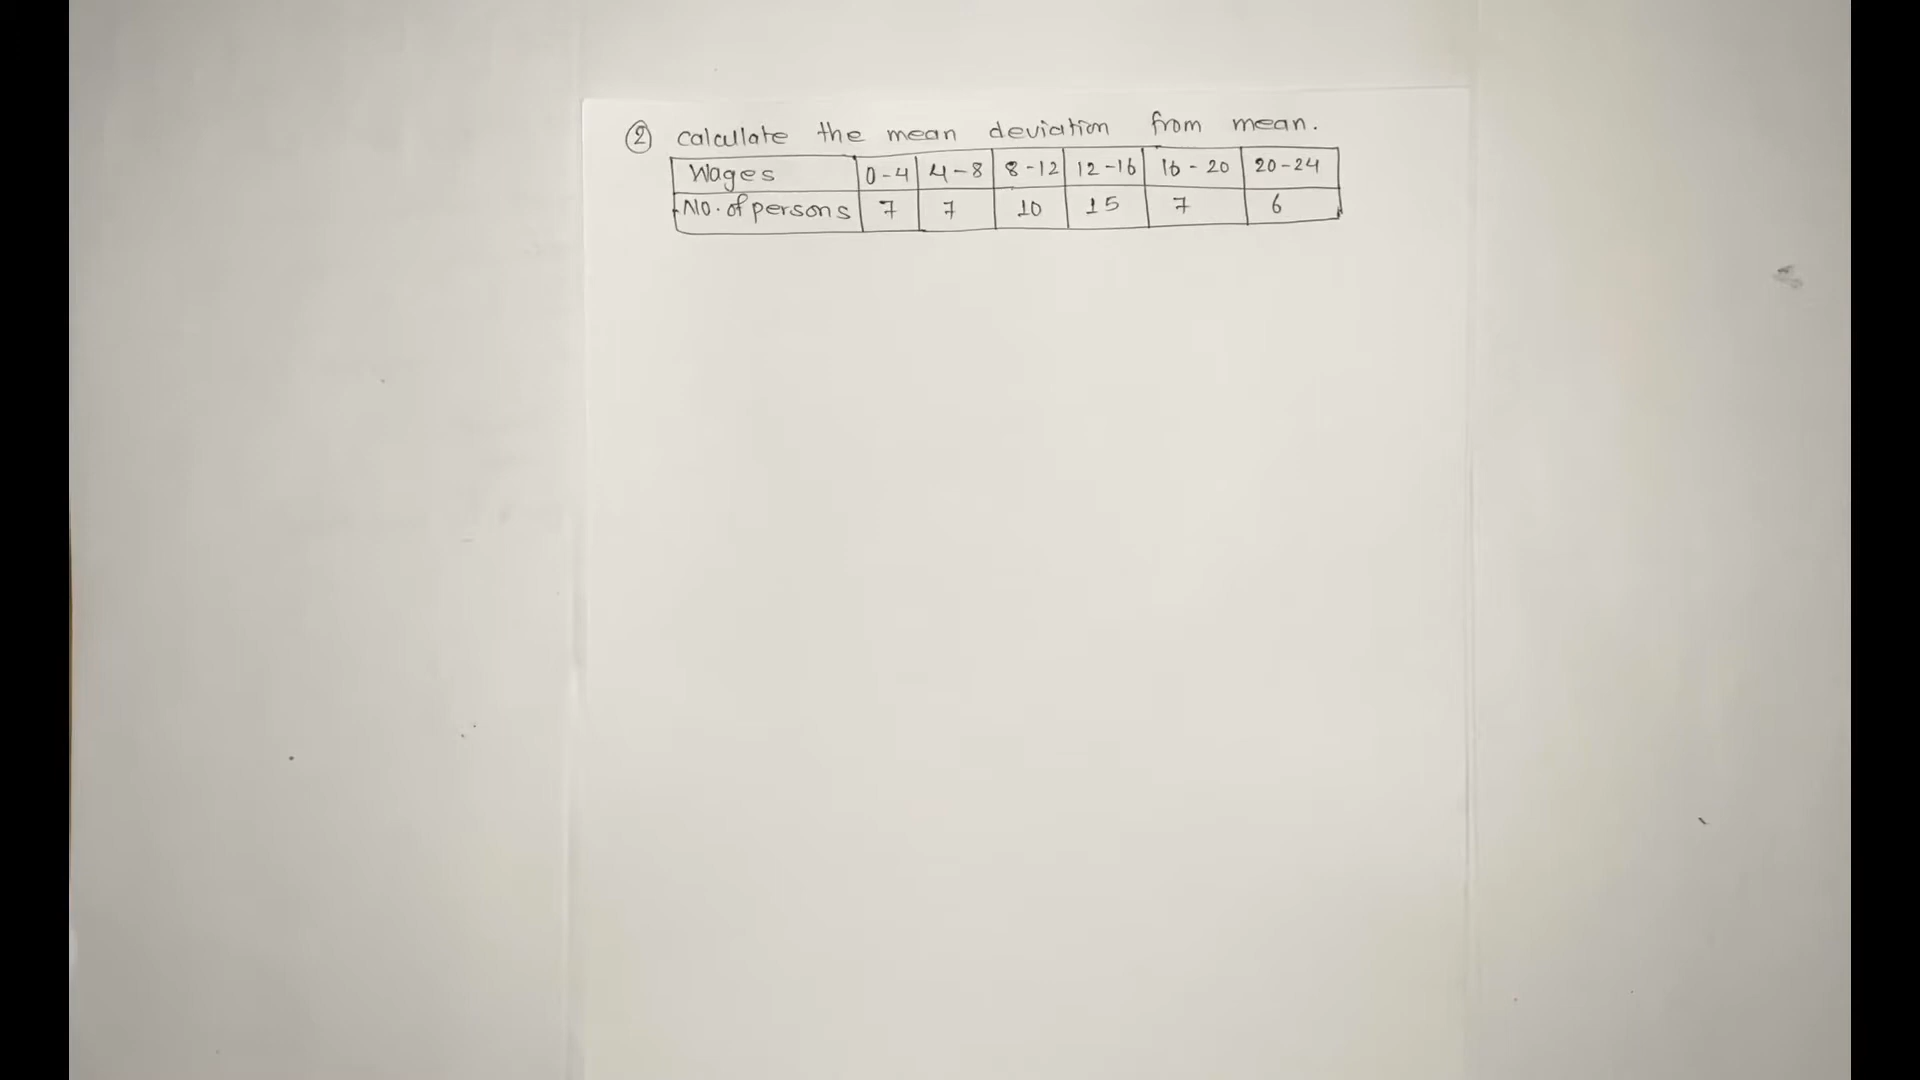 ② calculate the mean deviation from mean.
Wages 0-4 4-8 8-12 12-16 16-20 20-24
No. of persons 7 7 10 15 7 6